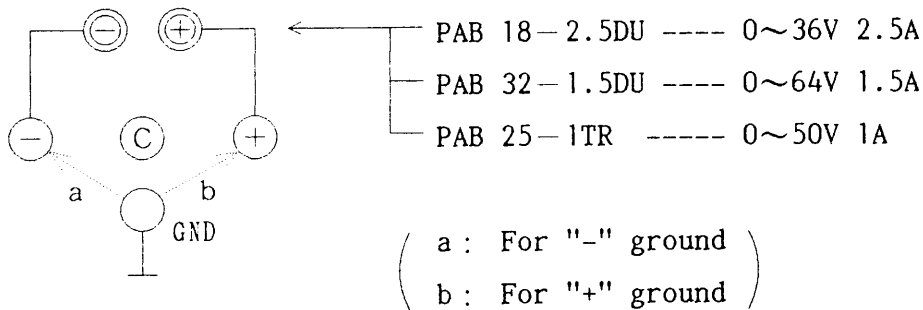 − +
PAB 18−2.5DU ---- 0~36V 2.5A
PAB 32−1.5DU ---- 0~64V 1.5A
− C +
PAB 25−1TR ----- 0~50V 1A
a b
GND
a : For "-" ground
b : For "+" ground